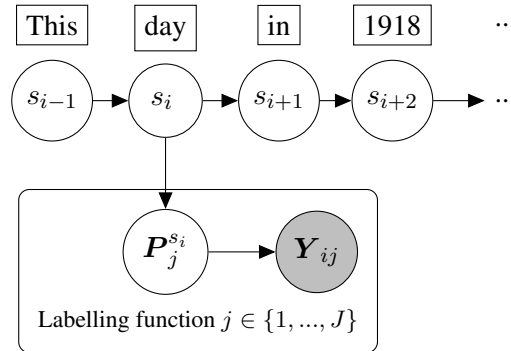 This day in 1918 ..
s_{i−1} s_i s_{i+1} s_{i+2} ..
P_j^{s_i} Y_{ij}
Labelling function j ∈ {1, ..., J}